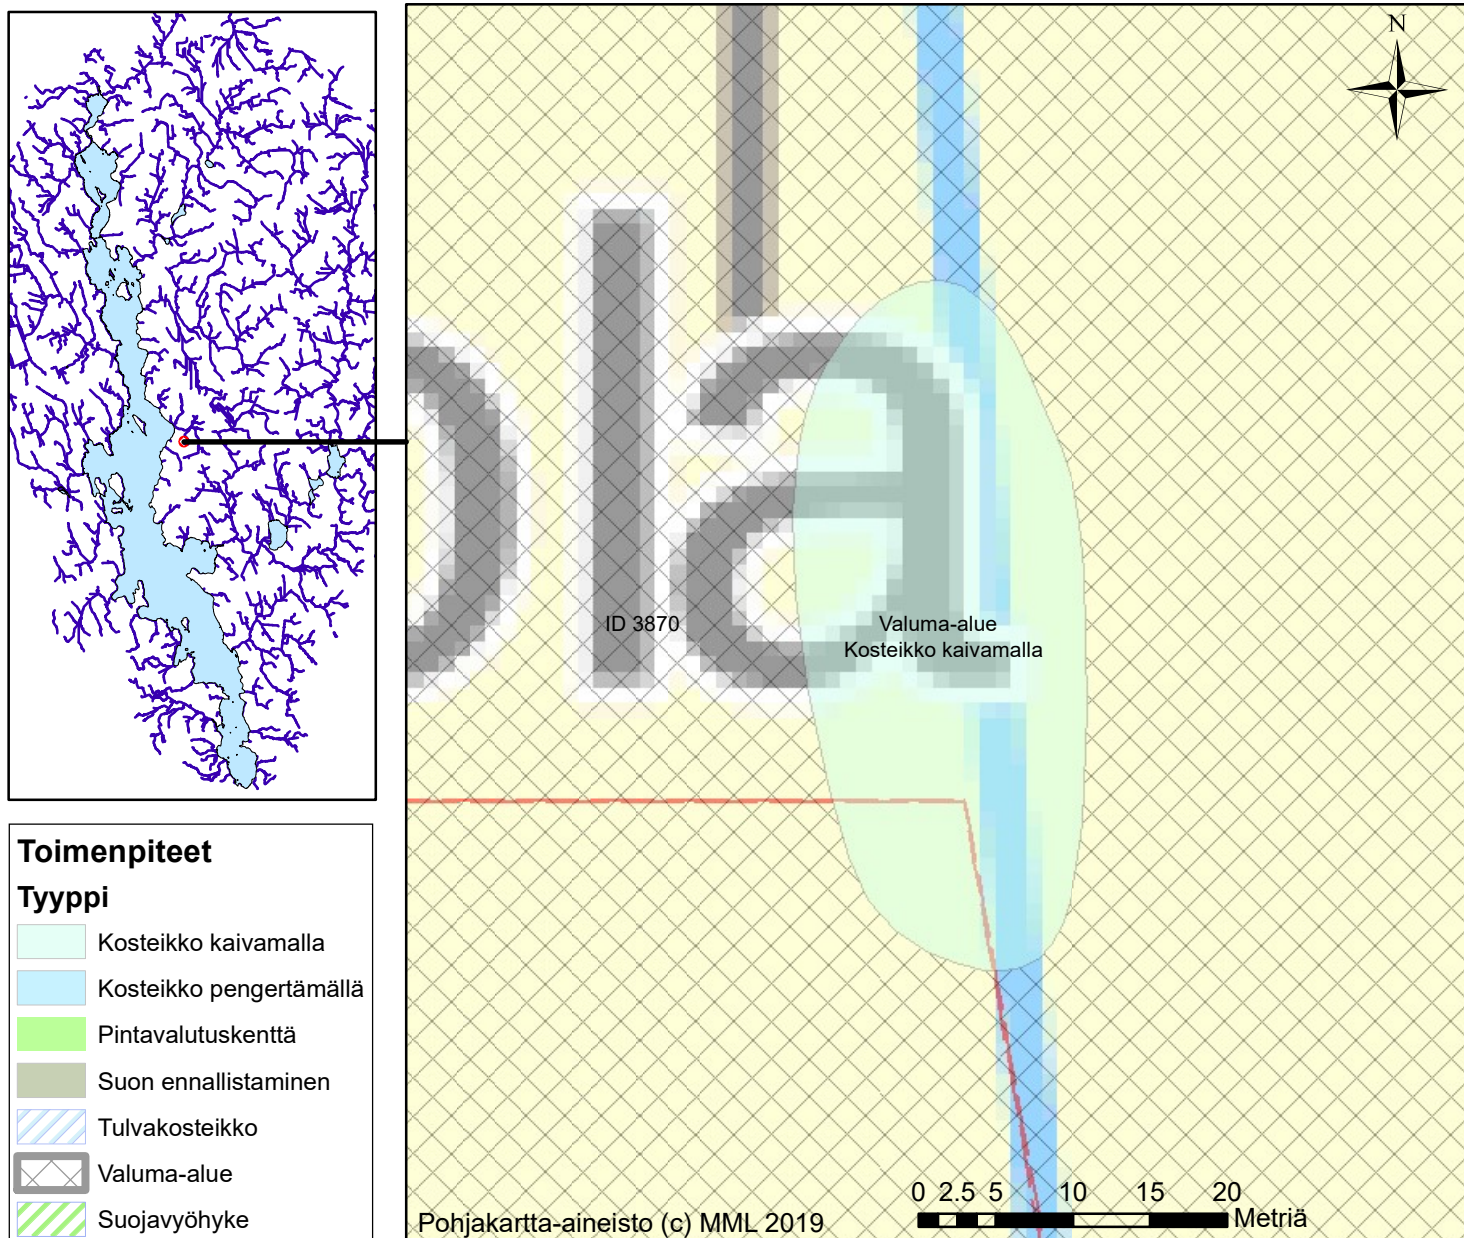 N
ola
ID 3870
Valuma-alue
Kosteikko kaivamalla
Toimenpiteet
Tyyppi
Kosteikko kaivamalla
Kosteikko pengertämällä
Pintavalutuskenttä
Suon ennallistaminen
Tulvakosteikko
Valuma-alue
Suojavyöhyke
0 2.5 5 10 15 20
Metriä
Pohjakartta-aineisto (c) MML 2019